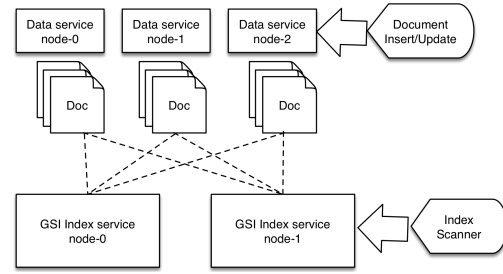 Data service
node-0
Data service
node-1
Data service
node-2
Document
Insert/Update
Doc
Doc
Doc
GSI Index service
node-0
GSI Index service
node-1
Index
Scanner